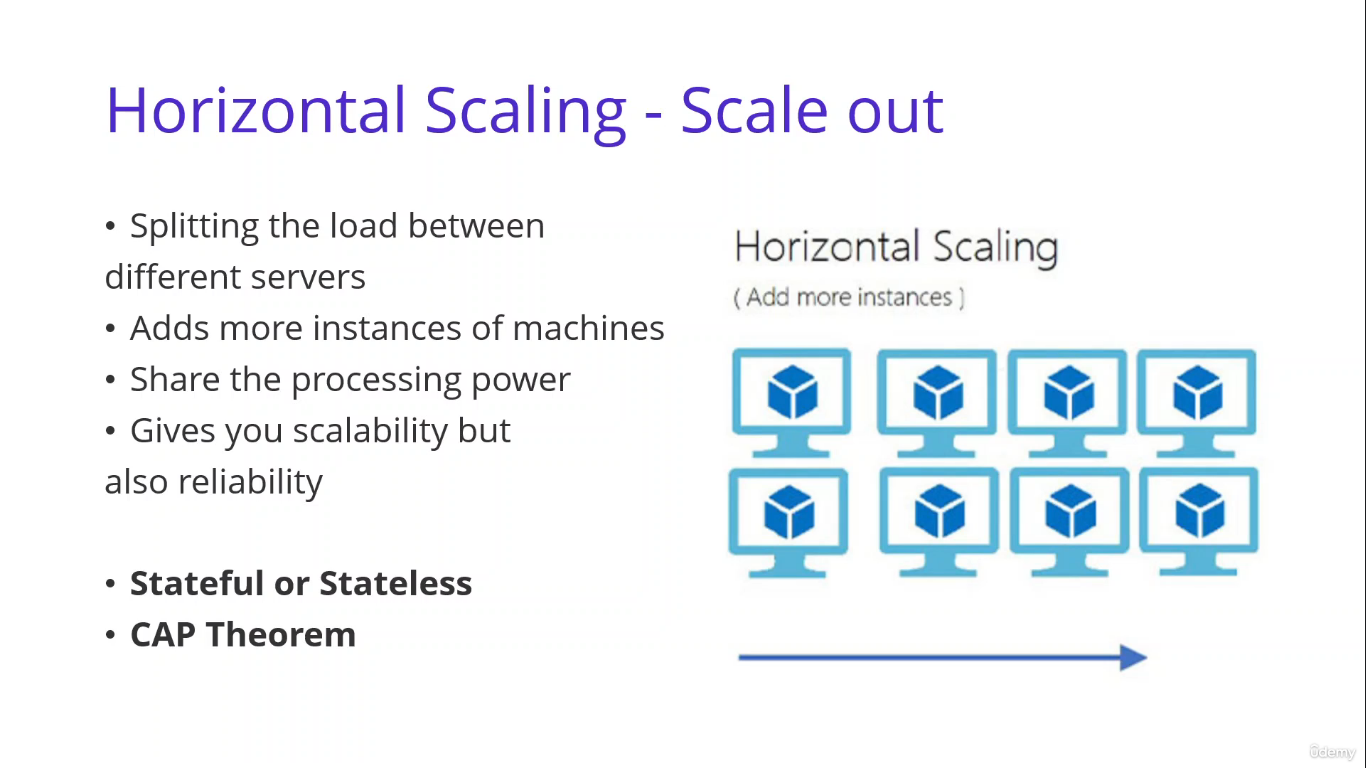 Horizontal Scaling - Scale out
• Splitting the load between
different servers
• Adds more instances of machines
• Share the processing power
• Gives you scalability but
also reliability
• Stateful or Stateless
• CAP Theorem
Horizontal Scaling
( Add more instances )
ûdemy